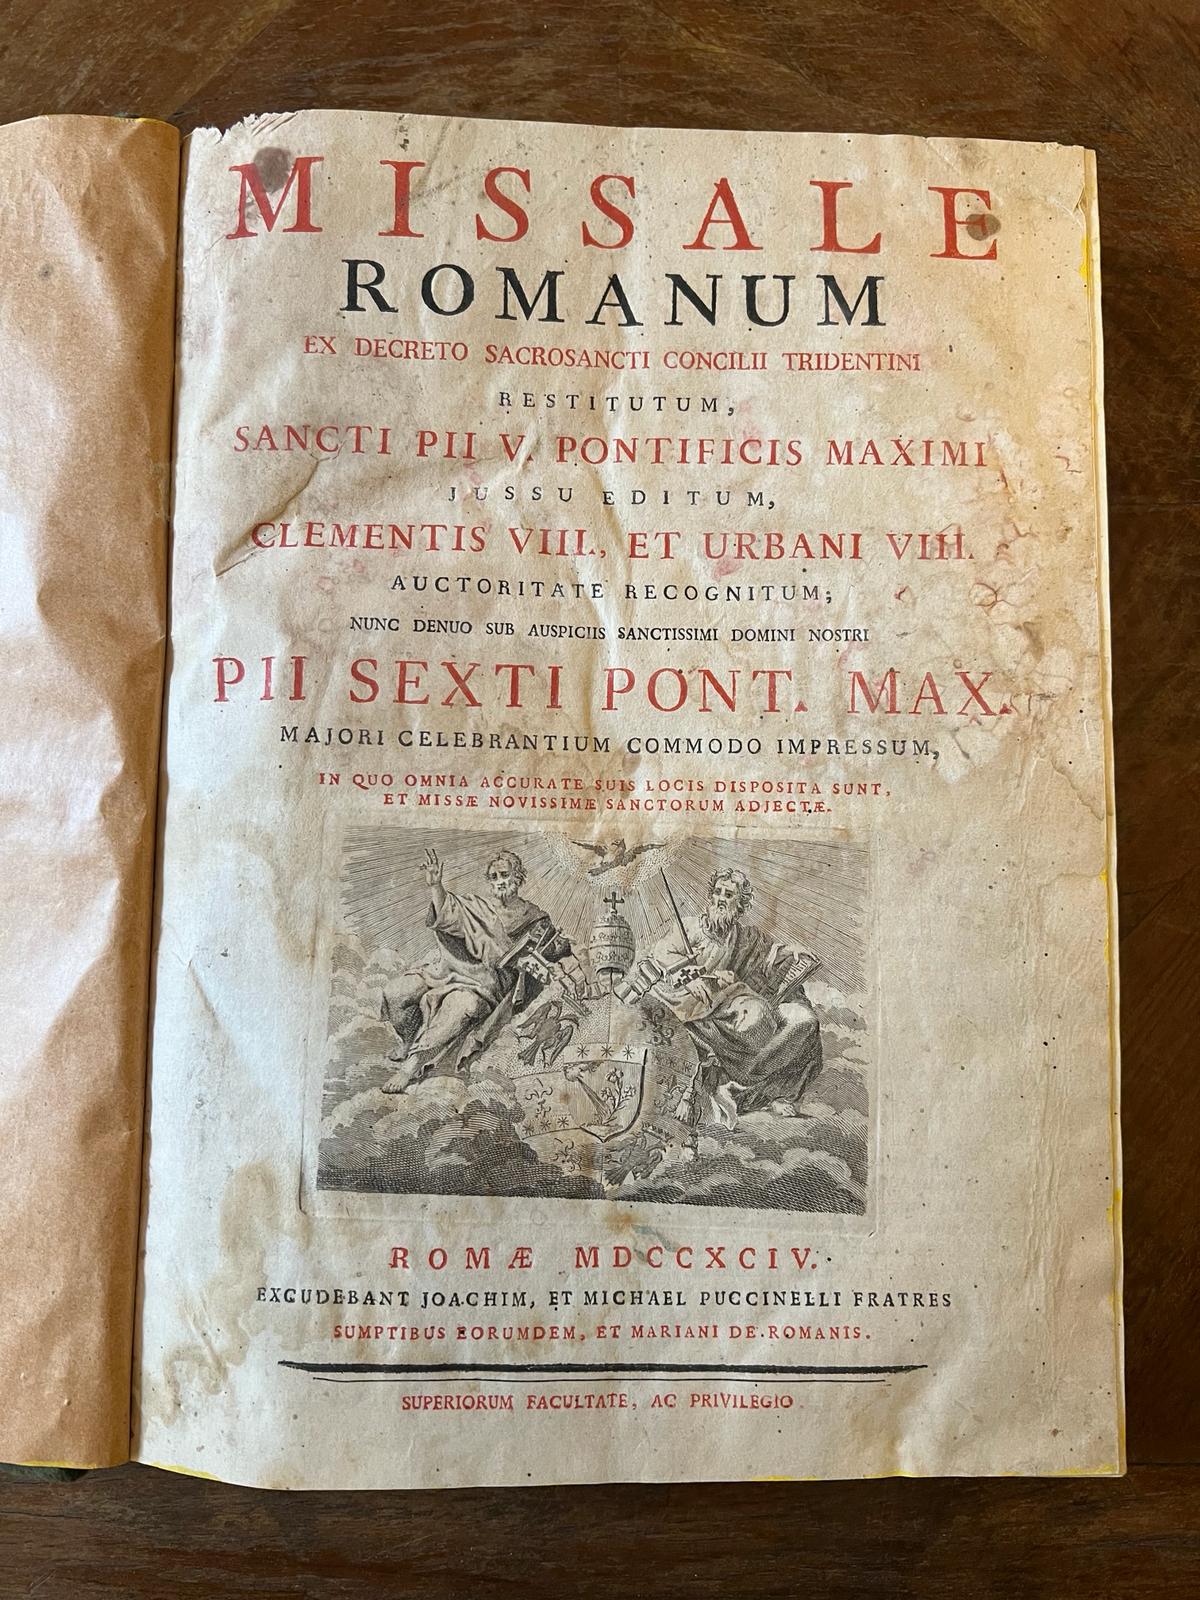 MISSALE
ROMANUM
EX DECRETO SACROSANCTI CONCILII TRIDENTINI
RESTITUTUM,
SANCTI PII V. PONTIFICIS MAXIMI
JUSSU EDITUM,
CLEMENTIS VIII., ET URBANI VIII.
AUCTORITATE RECOGNITUM;
NUNC DENUO SUB AUSPICIIS SANCTISSIMI DOMINI NOSTRI
PII SEXTI PONT. MAX.
MAJORI CELEBRANTIUM COMMODO IMPRESSUM,
IN QUO OMNIA ACCURATE SUIS LOCIS DISPOSITA SUNT,
ET MISSÆ NOVISSIMÆ SANCTORUM ADJECTÆ.
ROMÆ MDCCXCIV.
EXCUDEBANT JOACHIM, ET MICHAEL PUCCINELLI FRATRES
SUMPTIBUS EORUMDEM, ET MARIANI DE ROMANIS.
SUPERIORUM FACULTATE, AC PRIVILEGIO.